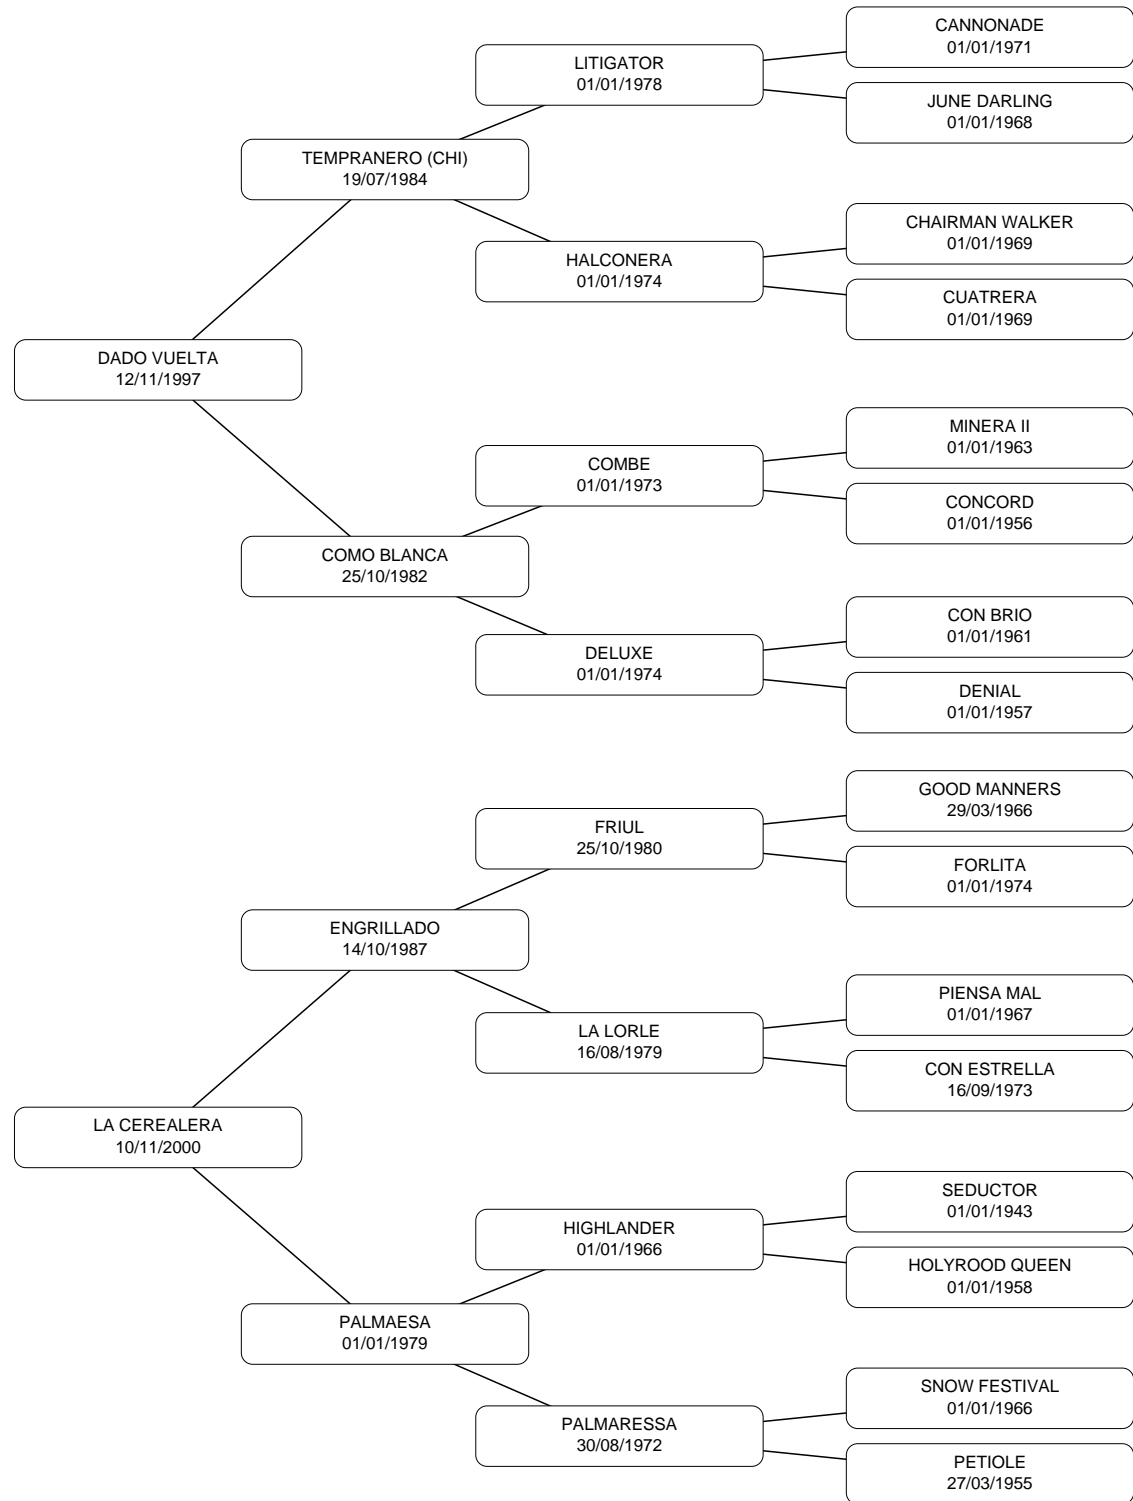 CANNONADE
01/01/1971
LITIGATOR
01/01/1978
JUNE DARLING
01/01/1968
TEMPRANERO (CHI)
19/07/1984
CHAIRMAN WALKER
01/01/1969
HALCONERA
01/01/1974
CUATRERA
01/01/1969
DADO VUELTA
12/11/1997
MINERA II
01/01/1963
COMBE
01/01/1973
CONCORD
01/01/1956
COMO BLANCA
25/10/1982
CON BRIO
01/01/1961
DELUXE
01/01/1974
DENIAL
01/01/1957
GOOD MANNERS
29/03/1966
FRIUL
25/10/1980
FORLITA
01/01/1974
ENGRILLADO
14/10/1987
PIENSA MAL
01/01/1967
LA LORLE
16/08/1979
CON ESTRELLA
16/09/1973
LA CEREALERA
10/11/2000
SEDUCTOR
01/01/1943
HIGHLANDER
01/01/1966
HOLYROOD QUEEN
01/01/1958
PALMAESA
01/01/1979
SNOW FESTIVAL
01/01/1966
PALMARESSA
30/08/1972
PETIOLE
27/03/1955